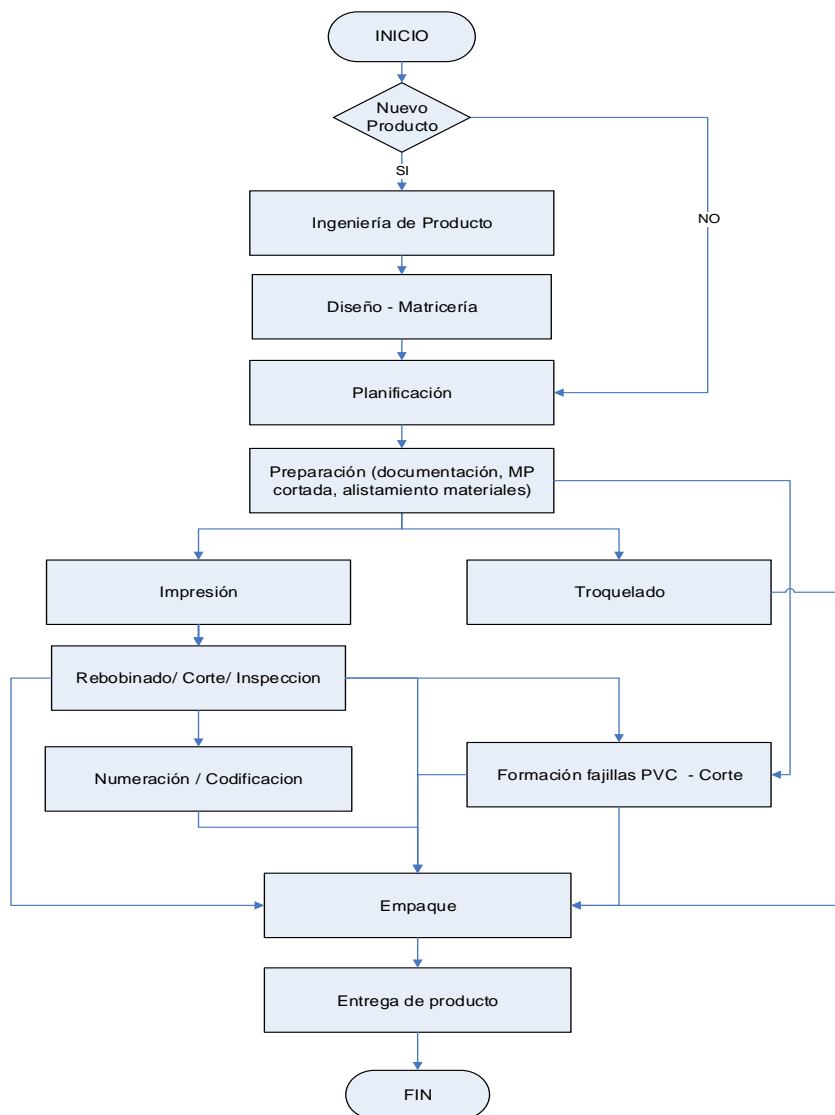 INICIO
Nuevo
Producto
SI
NO
Ingeniería de Producto
Diseño - Matricería
Planificación
Preparación (documentación, MP
cortada, alistamiento materiales)
Impresión
Troquelado
Rebobinado/ Corte/ Inspeccion
Numeración / Codificacion
Formación fajillas PVC - Corte
Empaque
Entrega de producto
FIN